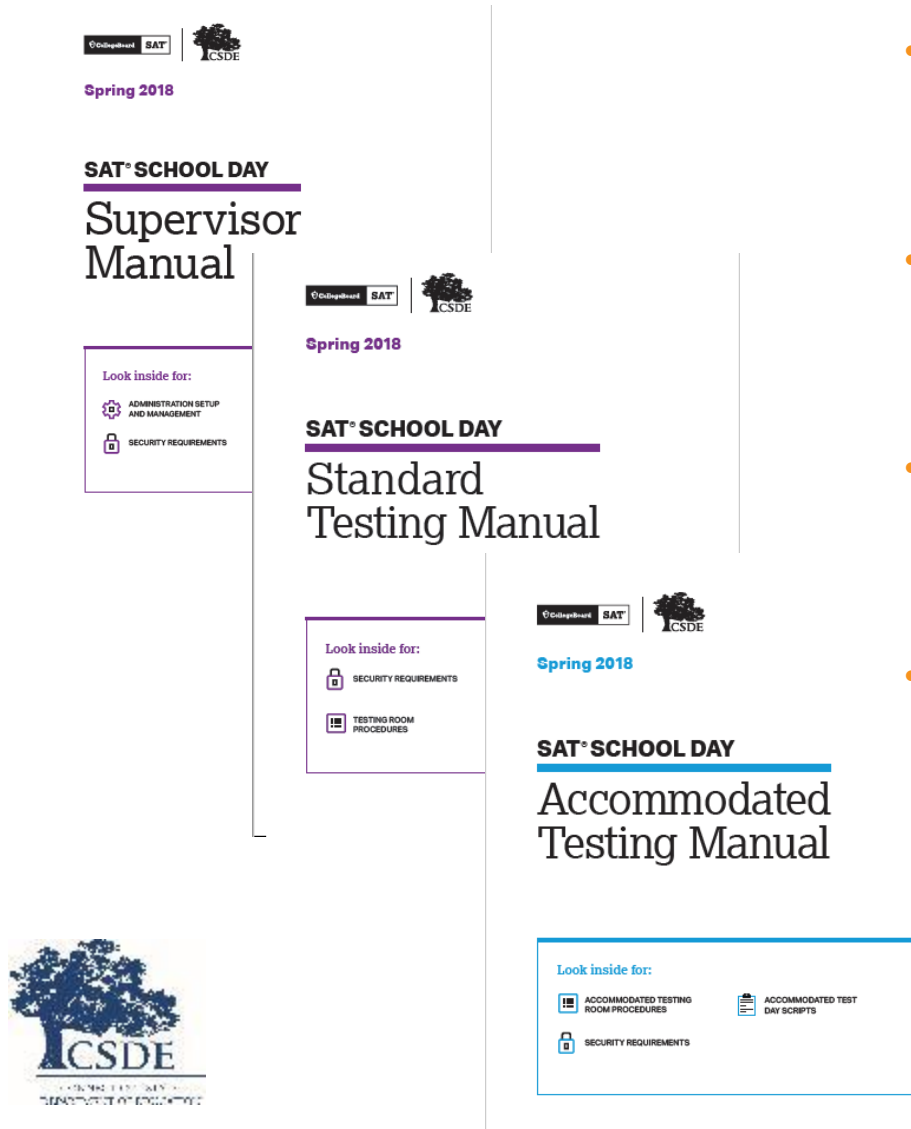 CollegeBoard SAT®
CSDE
Spring 2018
SAT® SCHOOL DAY
Supervisor
Manual
Look inside for:
ADMINISTRATION SETUP
AND MANAGEMENT
SECURITY REQUIREMENTS
CollegeBoard SAT®
CSDE
Spring 2018
SAT® SCHOOL DAY
Standard
Testing Manual
Look inside for:
SECURITY REQUIREMENTS
TESTING ROOM
PROCEDURES
CollegeBoard SAT®
CSDE
Spring 2018
SAT® SCHOOL DAY
Accommodated
Testing Manual
Look inside for:
ACCOMMODATED TESTING
ROOM PROCEDURES
ACCOMMODATED TEST
DAY SCRIPTS
SECURITY REQUIREMENTS
CSDE
DEPARTMENT OF EDUCATION